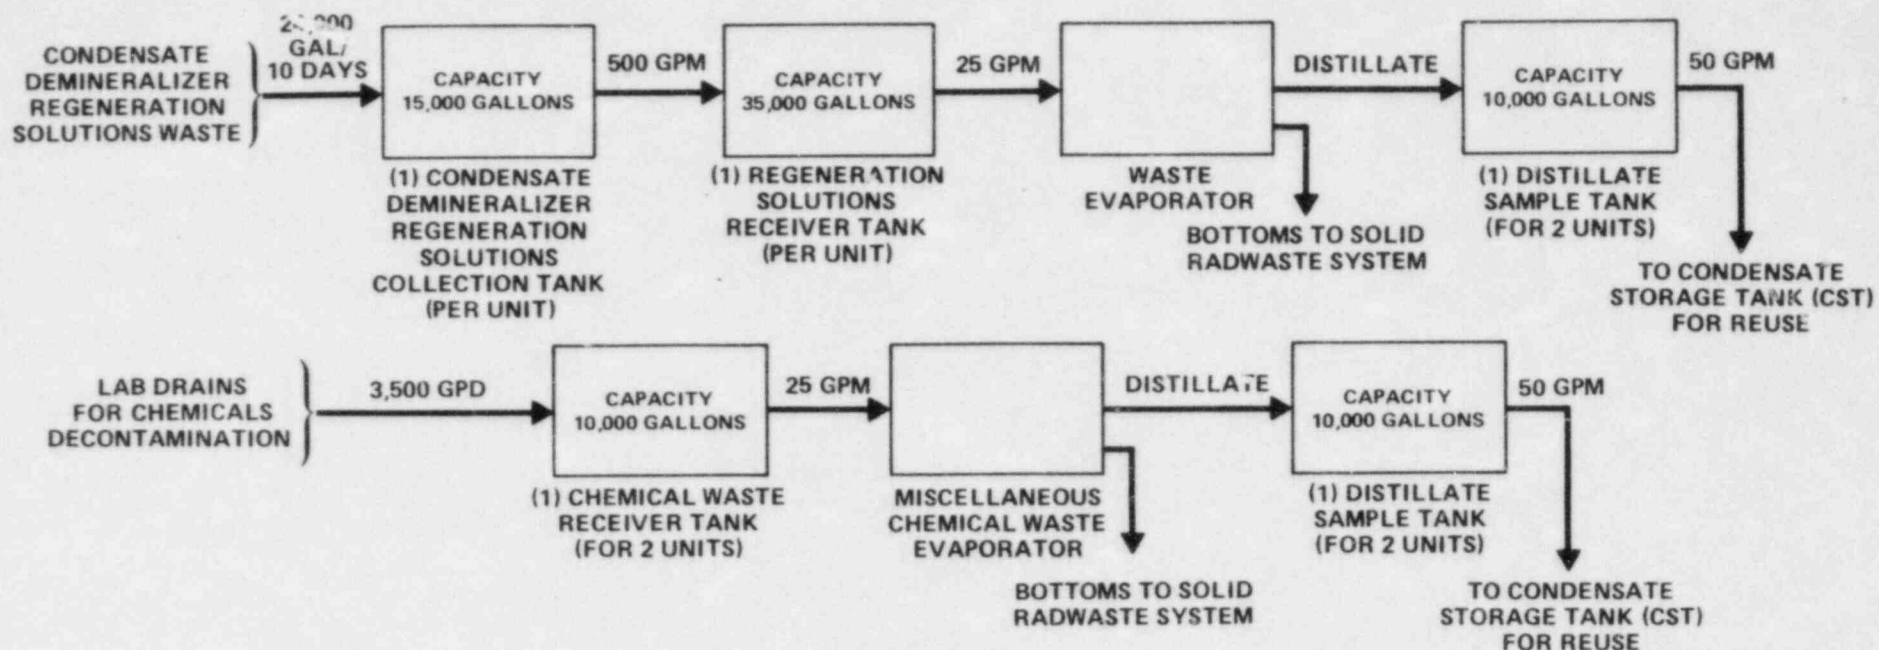 CONDENSATE
DEMINERALIZER
REGENERATION
SOLUTIONS WASTE
GAL/
10 DAYS
CAPACITY
15,000 GALLONS
(1) CONDENSATE
DEMINERALIZER
REGENERATION
SOLUTIONS
COLLECTION TANK
(PER UNIT)
500 GPM
CAPACITY
35,000 GALLONS
(1) REGENERATION
SOLUTIONS
RECEIVER TANK
(PER UNIT)
25 GPM
WASTE
EVAPORATOR
BOTTOMS TO SOLID
RADWASTE SYSTEM
DISTILLATE
CAPACITY
10,000 GALLONS
(1) DISTILLATE
SAMPLE TANK
(FOR 2 UNITS)
50 GPM
TO CONDENSATE
STORAGE TANK (CST)
FOR REUSE
LAB DRAINS
FOR CHEMICALS
DECONTAMINATION
3,500 GPD
CAPACITY
10,000 GALLONS
(1) CHEMICAL WASTE
RECEIVER TANK
(FOR 2 UNITS)
25 GPM
MISCELLANEOUS
CHEMICAL WASTE
EVAPORATOR
BOTTOMS TO SOLID
RADWASTE SYSTEM
DISTILLATE
CAPACITY
10,000 GALLONS
(1) DISTILLATE
SAMPLE TANK
(FOR 2 UNITS)
50 GPM
TO CONDENSATE
STORAGE TANK (CST)
FOR REUSE